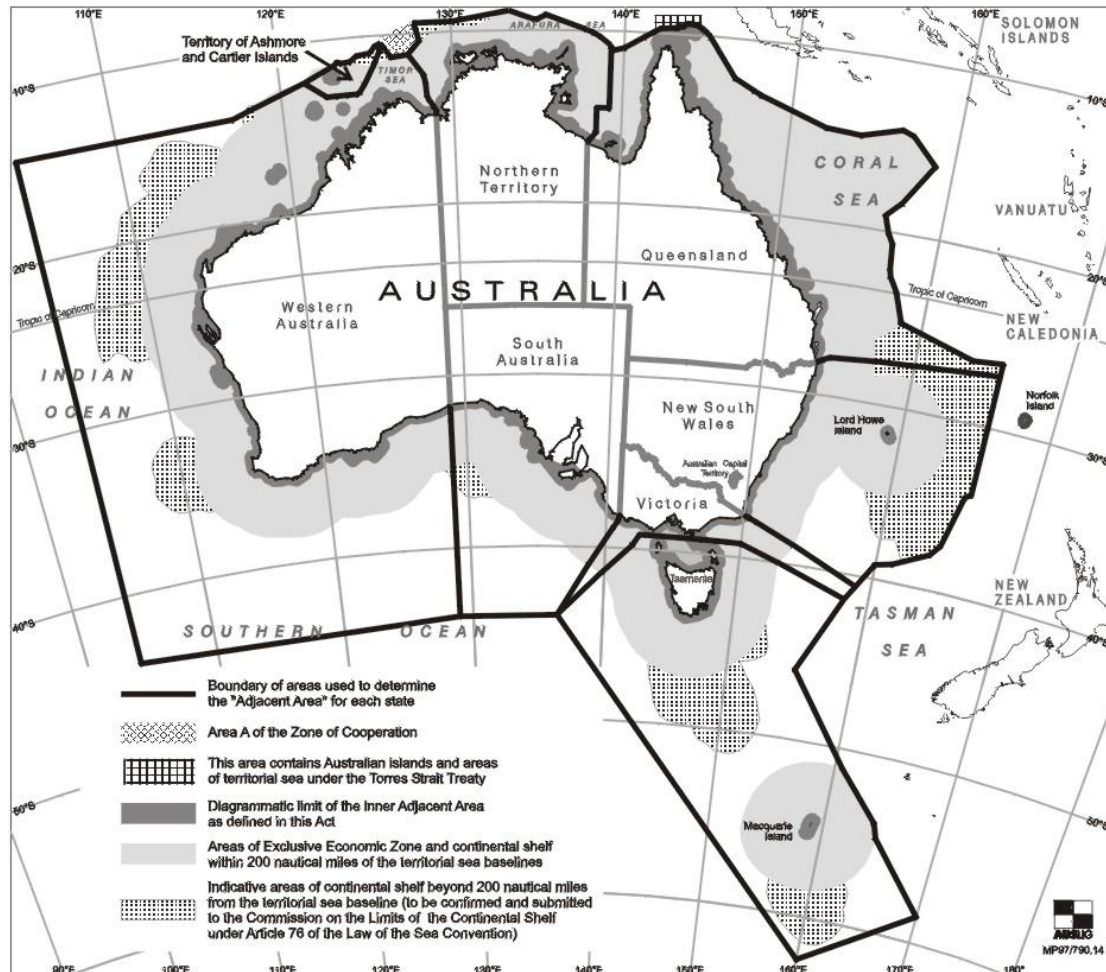 110°E
120°E
130°E
140°E
150°E
160°E
ARAFURA SEA
SOLOMON
ISLANDS
Territory of Ashmore
and Cartier Islands
TIMOR
SEA
10°S
10°S
CORAL
SEA
Northern
Territory
VANUATU
Queensland
20°S
20°S
AUSTRALIA
Tropic of Capricorn
Tropic of Capricorn
Western
Australia
South
Australia
NEW
CALEDONIA
INDIAN
OCEAN
New South
Wales
Lord Howe
Island
Norfolk
Island
30°S
30°S
Australian Capital
Territory
Victoria
Tasmania
NEW
ZEALAND
TASMAN
SEA
40°S
40°S
SOUTHERN OCEAN
Boundary of areas used to determine
the "Adjacent Area" for each state
Area A of the Zone of Cooperation
This area contains Australian islands and areas
of territorial sea under the Torres Strait Treaty
Diagrammatic limit of the Inner Adjacent Area
as defined in this Act
Areas of Exclusive Economic Zone and continental shelf
within 200 nautical miles of the territorial sea baselines
Indicative areas of continental shelf beyond 200 nautical miles
from the territorial sea baseline (to be confirmed and submitted
to the Commission on the Limits of the Continental Shelf
under Article 76 of the Law of the Sea Convention)
50°S
50°S
Macquarie
Island
MP97/790.14
90°E
100°E
110°E
120°E
130°E
140°E
150°E
160°E
170°E
180°